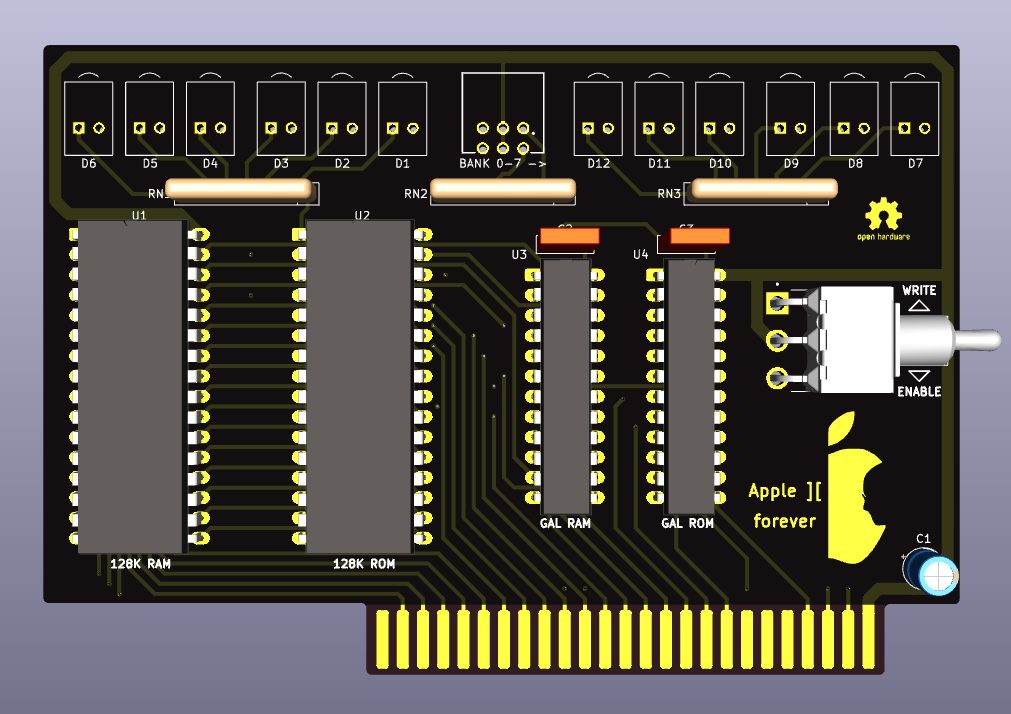 D6 D5 D4 D3 D2 D1 BANK 0-7 -> D12 D11 D10 D9 D8 D7
RN1 RN2 RN3
U1 U2 C2 C3
open hardware
U3 U4
WRITE
ENABLE
Apple ][
forever
GAL RAM GAL ROM
C1
+
128K RAM 128K ROM